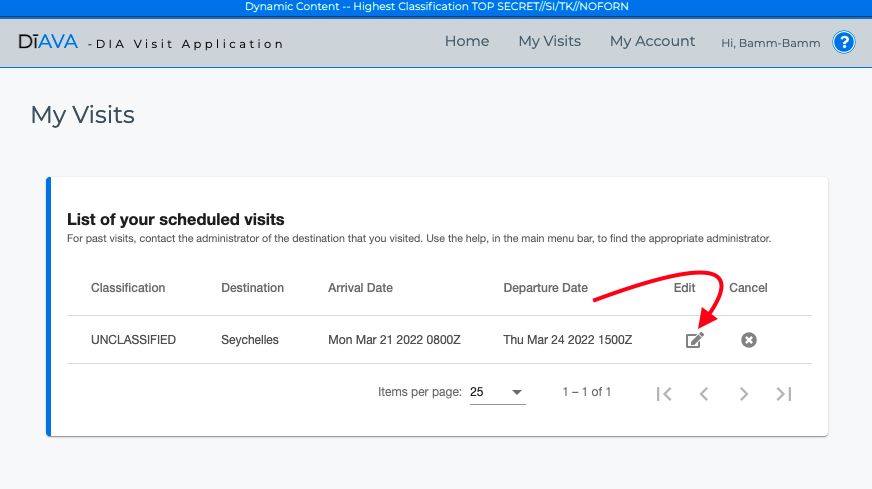 Dynamic Content -- Highest Classification TOP SECRET//SI/TK//NOFORN
DīAVA -DIA Visit Application Home My Visits My Account Hi, Bamm-Bamm ?
My Visits
List of your scheduled visits
For past visits, contact the administrator of the destination that you visited. Use the help, in the main menu bar, to find the appropriate administrator.
Classification Destination Arrival Date Departure Date Edit Cancel
UNCLASSIFIED Seychelles Mon Mar 21 2022 0800Z Thu Mar 24 2022 1500Z
Items per page: 25 1 – 1 of 1